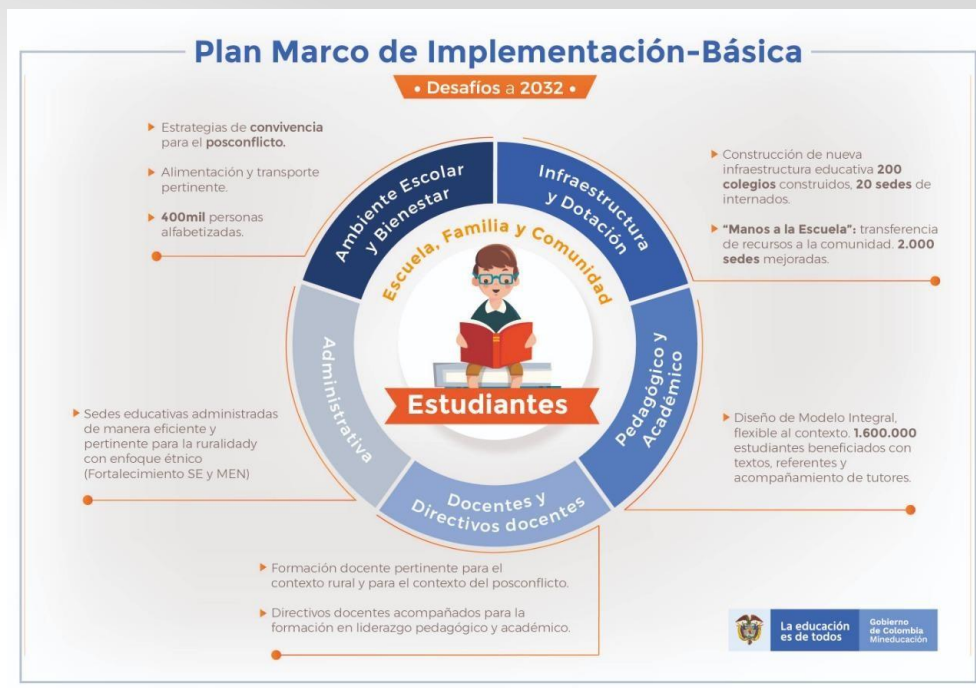 Plan Marco de Implementación-Básica
• Desafíos a 2032 •
▶ Estrategias de convivencia
para el posconflicto.
▶ Alimentación y transporte
pertinente.
▶ 400mil personas
alfabetizadas.
Ambiente Escolar
y Bienestar
Infraestructura
y Dotación
▶ Construcción de nueva
infraestructura educativa 200
colegios construidos, 20 sedes de
internados.
▶ "Manos a la Escuela": transferencia
de recursos a la comunidad. 2.000
sedes mejoradas.
Escuela, Familia y Comunidad
Estudiantes
Administrativa
Pedagógico y
Académico
▶ Sedes educativas administradas
de manera eficiente y
pertinente para la ruralidady
con enfoque étnico
(Fortalecimiento SE y MEN)
▶ Diseño de Modelo Integral,
flexible al contexto. 1.600.000
estudiantes beneficiados con
textos, referentes y
acompañamiento de tutores.
Docentes y
Directivos docentes
▶ Formación docente pertinente para el
contexto rural y para el contexto del posconflicto.
▶ Directivos docentes acompañados para la
formación en liderazgo pedagógico y académico.
La educación
es de todos
Gobierno
de Colombia
Mineducación